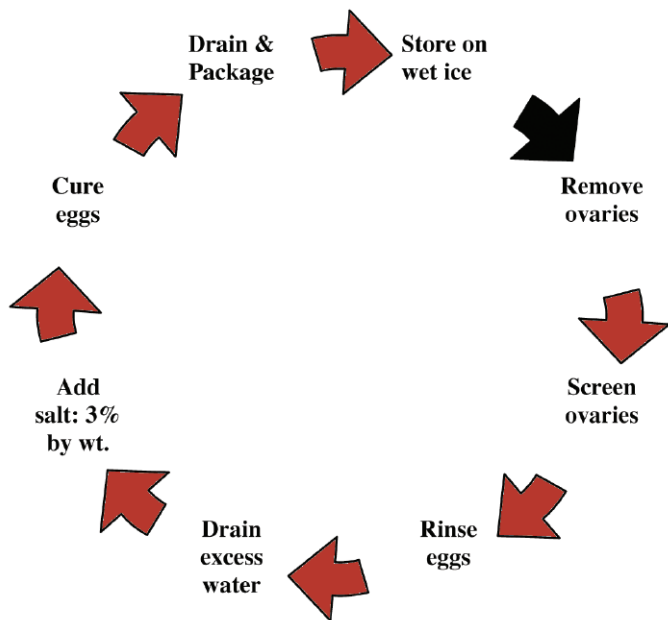 Drain &
Package
Store on
wet ice
Remove
ovaries
Screen
ovaries
Rinse
eggs
Drain
excess
water
Add
salt: 3%
by wt.
Cure
eggs